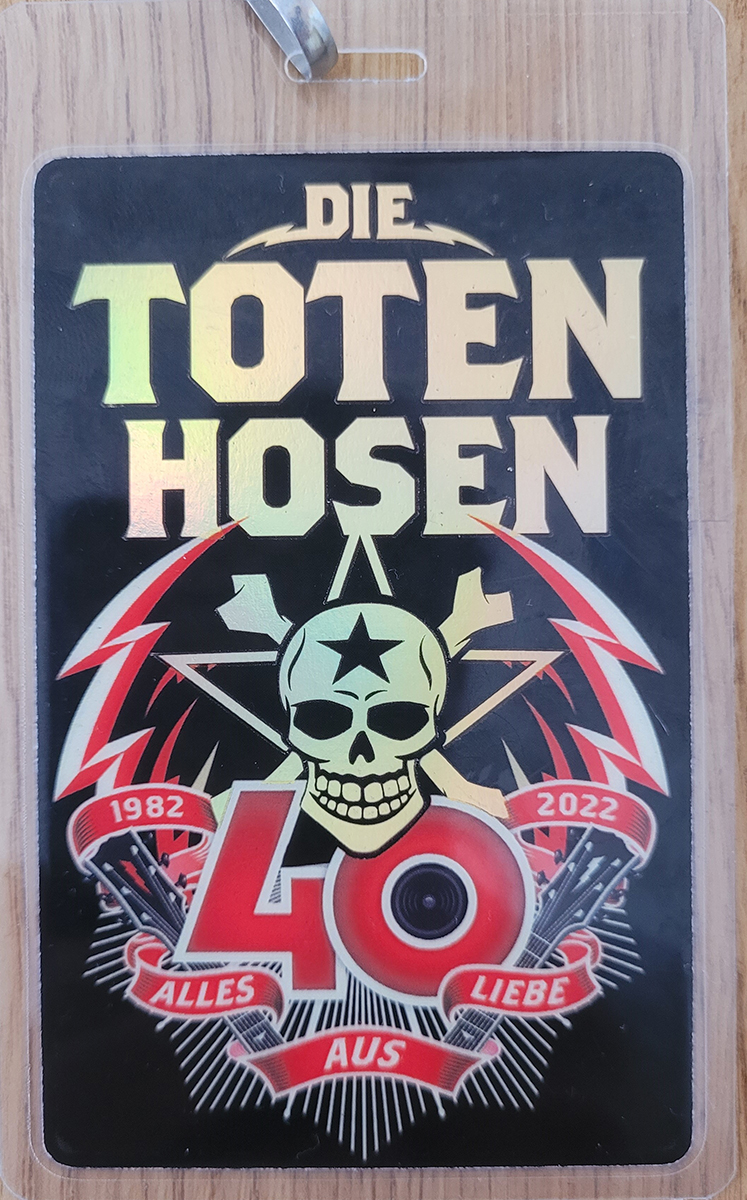 DIE
TOTEN
HOSEN
1982
2022
40
ALLES
LIEBE
AUS